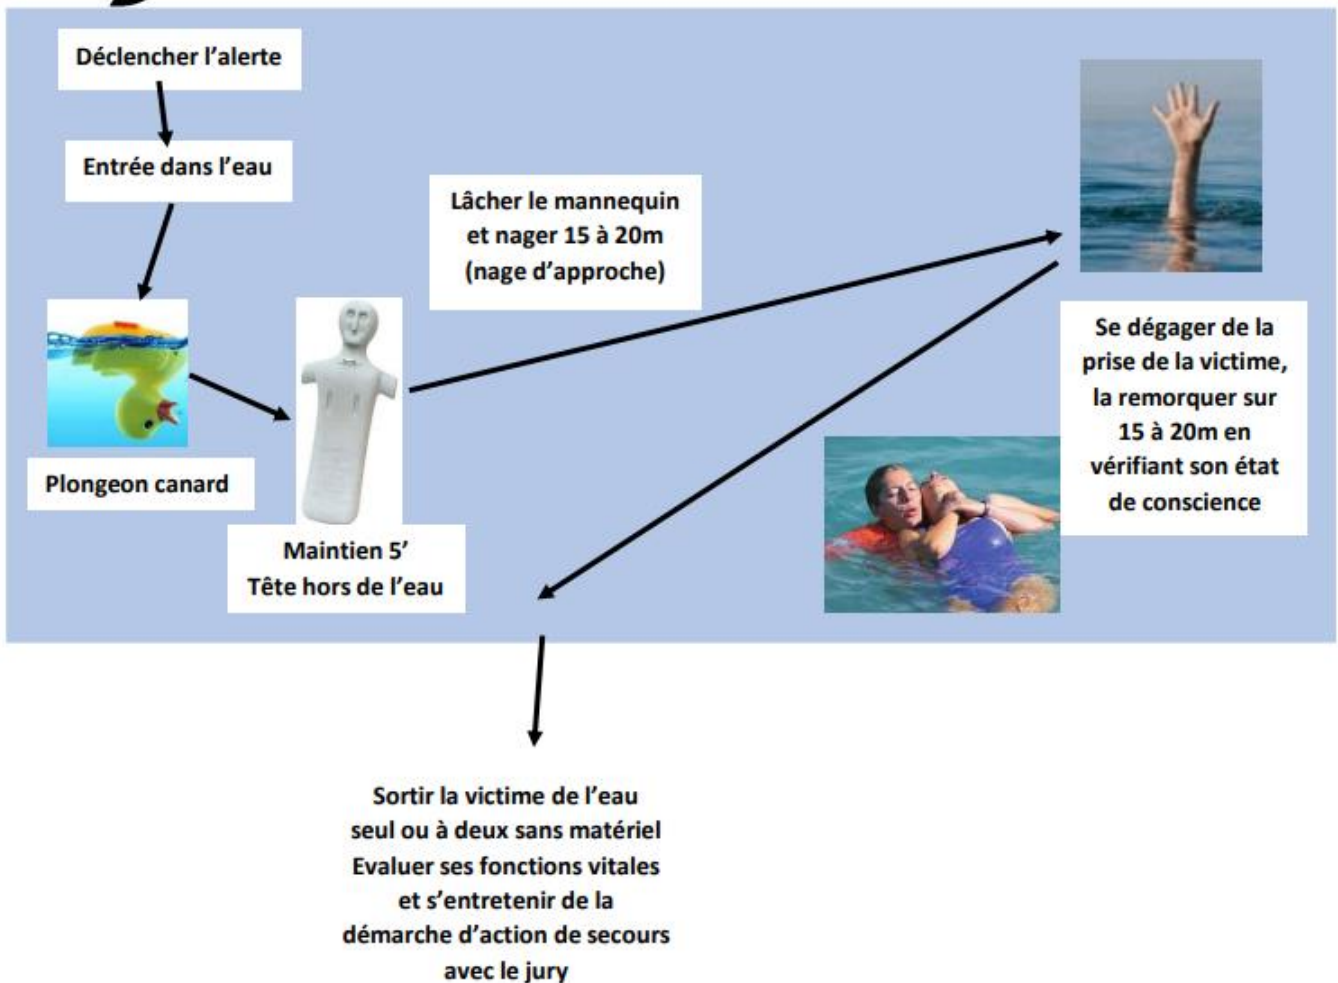 Déclencher l’alerte
Entrée dans l’eau
Plongeon canard
Maintien 5’
Tête hors de l’eau
Lâcher le mannequin
et nager 15 à 20m
(nage d’approche)
Se dégager de la
prise de la victime,
la remorquer sur
15 à 20m en
vérifiant son état
de conscience
Sortir la victime de l’eau
seul ou à deux sans matériel
Evaluer ses fonctions vitales
et s’entretenir de la
démarche d’action de secours
avec le jury